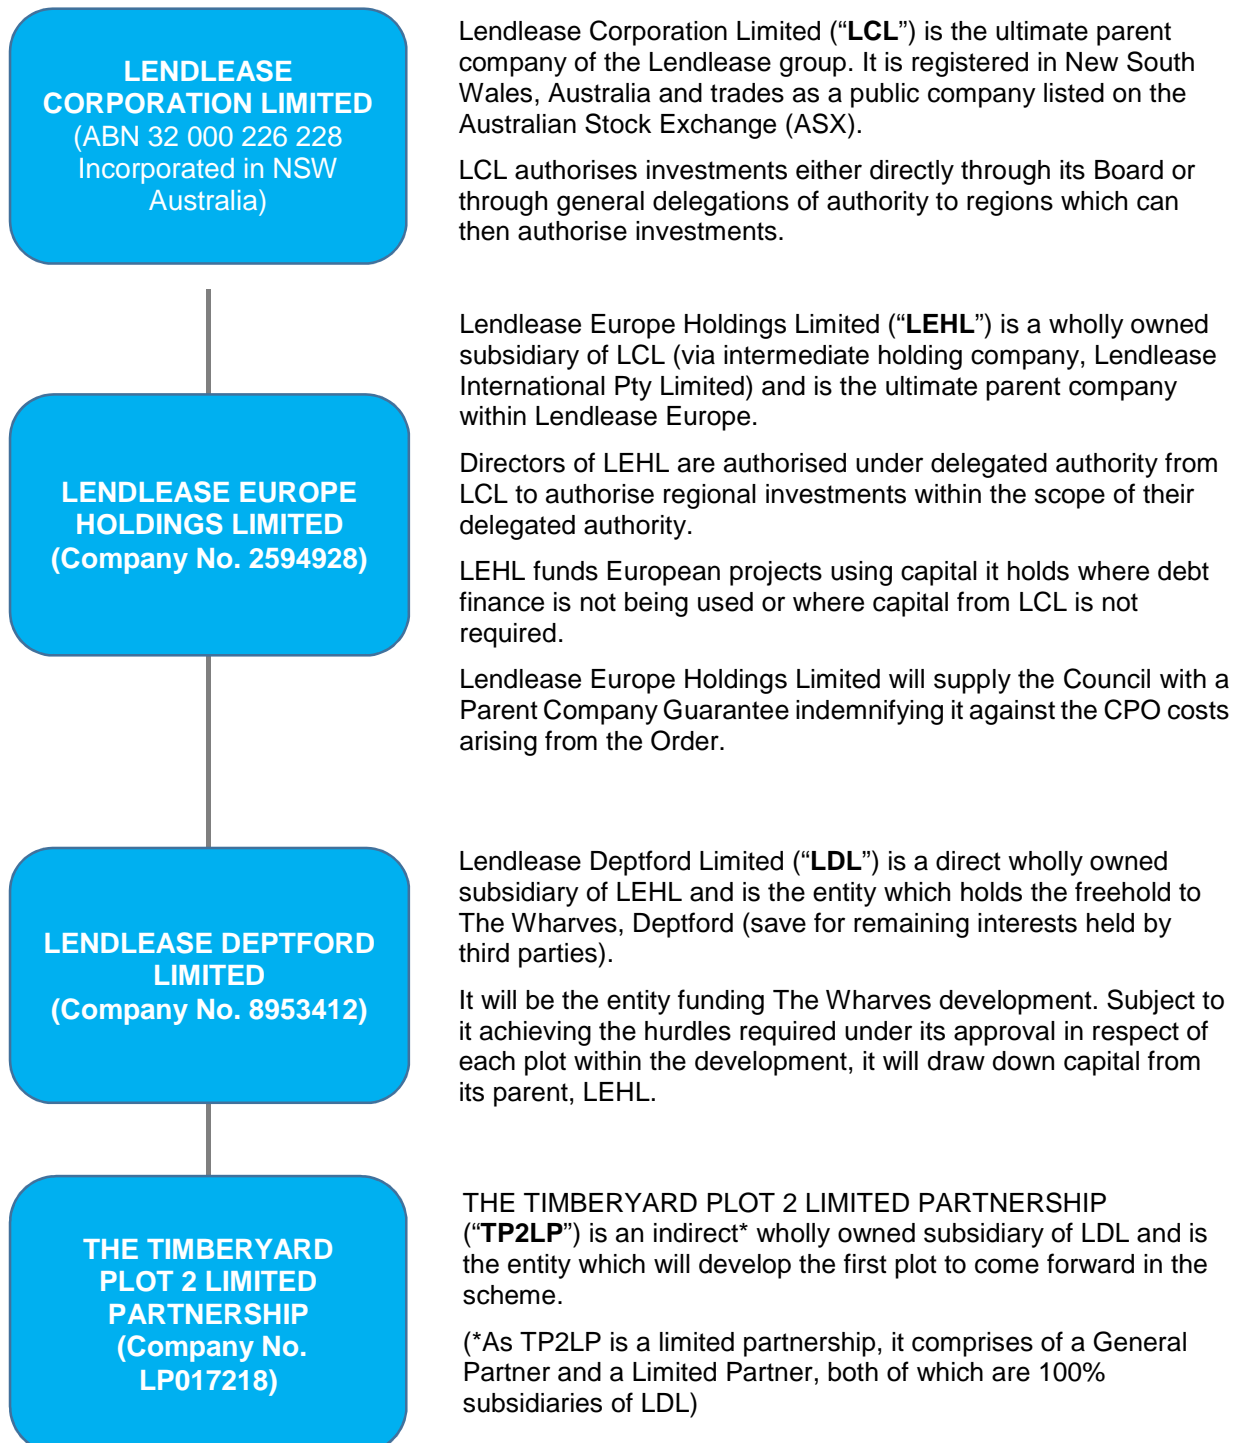 LENDLEASE
CORPORATION LIMITED
(ABN 32 000 226 228
Incorporated in NSW
Australia)
Lendlease Corporation Limited (“LCL”) is the ultimate parent
company of the Lendlease group. It is registered in New South
Wales, Australia and trades as a public company listed on the
Australian Stock Exchange (ASX).
LCL authorises investments either directly through its Board or
through general delegations of authority to regions which can
then authorise investments.
LENDLEASE EUROPE
HOLDINGS LIMITED
(Company No. 2594928)
Lendlease Europe Holdings Limited (“LEHL”) is a wholly owned
subsidiary of LCL (via intermediate holding company, Lendlease
International Pty Limited) and is the ultimate parent company
within Lendlease Europe.
Directors of LEHL are authorised under delegated authority from
LCL to authorise regional investments within the scope of their
delegated authority.
LEHL funds European projects using capital it holds where debt
finance is not being used or where capital from LCL is not
required.
Lendlease Europe Holdings Limited will supply the Council with a
Parent Company Guarantee indemnifying it against the CPO costs
arising from the Order.
LENDLEASE DEPTFORD
LIMITED
(Company No. 8953412)
Lendlease Deptford Limited (“LDL”) is a direct wholly owned
subsidiary of LEHL and is the entity which holds the freehold to
The Wharves, Deptford (save for remaining interests held by
third parties).
It will be the entity funding The Wharves development. Subject to
it achieving the hurdles required under its approval in respect of
each plot within the development, it will draw down capital from
its parent, LEHL.
THE TIMBERYARD
PLOT 2 LIMITED
PARTNERSHIP
(Company No.
LP017218)
THE TIMBERYARD PLOT 2 LIMITED PARTNERSHIP
(“TP2LP”) is an indirect* wholly owned subsidiary of LDL and is
the entity which will develop the first plot to come forward in the
scheme.
(*As TP2LP is a limited partnership, it comprises of a General
Partner and a Limited Partner, both of which are 100%
subsidiaries of LDL)